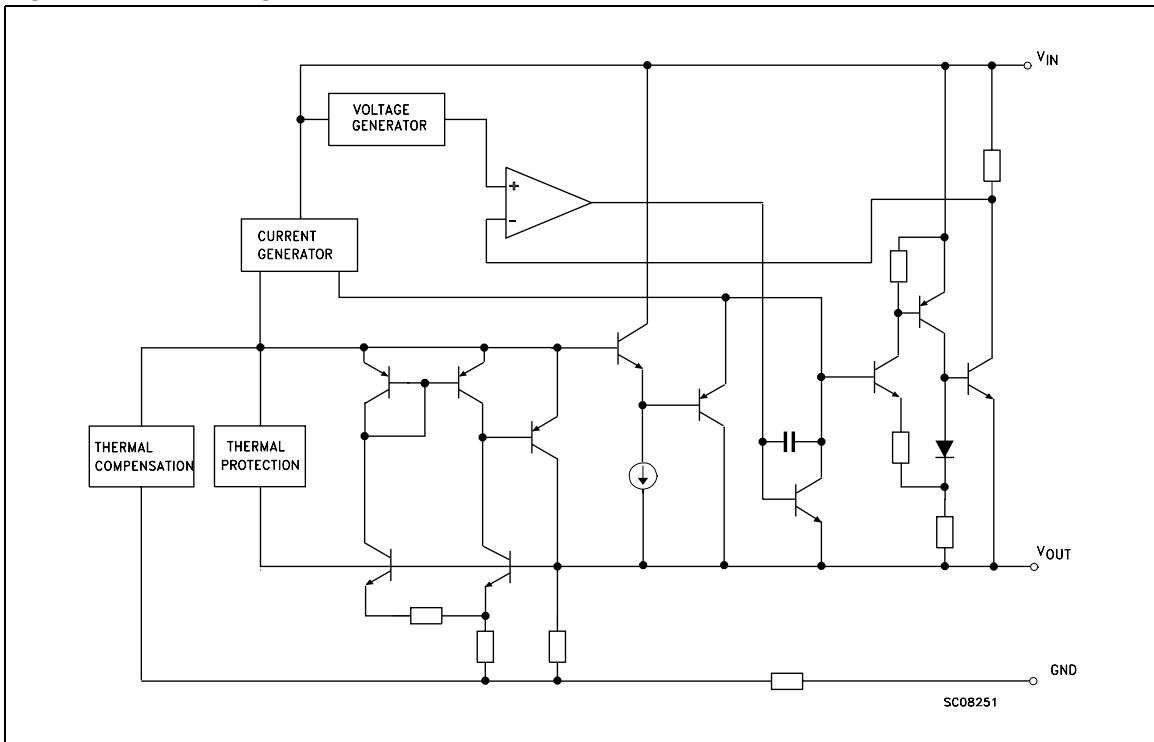 VIN
VOLTAGE
GENERATOR
+
-
CURRENT
GENERATOR
THERMAL
COMPENSATION
THERMAL
PROTECTION
VOUT
GND
SC08251